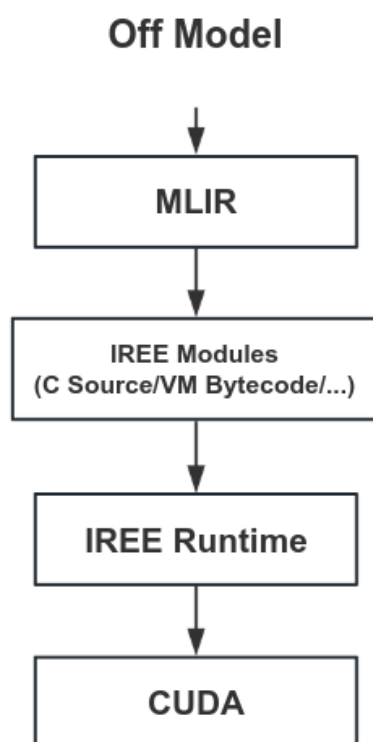 Off Model
MLIR
IREE Modules
(C Source/VM Bytecode/...)
IREE Runtime
CUDA